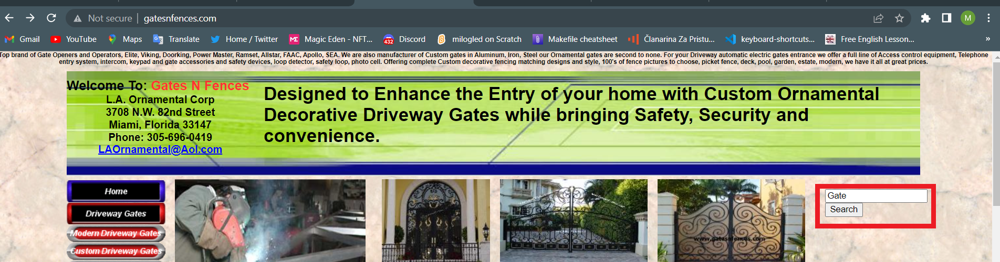 Not secure | gatesnfences.com
M
Gmail YouTube Maps Translate Home / Twitter Magic Eden - NFT... 432 Discord milogled on Scratch Makefile cheatsheet Članarina Za Pristu... keyboard-shortcuts... Free English Lesson... »
Top brand of Gate Openers and Operators, Elite, Viking, Doorking, Power Master, Ramset, Allstar, FAAC, Apollo, SEA. We are also manufacturer of Custom gates in Aluminum, Iron, Steel our Ornamental gates are second to none. For your Driveway automatic electric gates entrance we offer a full line of Access control equipment, Telephone
entry system, intercom, keypad and gate accessories and safety devices, loop detector, safety loop, photo cell. Offering complete Custom decorative fencing matching designs and style, 100's of fence pictures to choose, picket fence, deck, pool, garden, estate, modern, we have it all at great prices.
Welcome To: Gates N Fences
L.A. Ornamental Corp
3708 N.W. 82nd Street
Miami, Florida 33147
Phone: 305-696-0419
LAOrnamental@Aol.com
Designed to Enhance the Entry of your home with Custom Ornamental
Decorative Driveway Gates while bringing Safety, Security and
convenience.
Home
Driveway Gates
Modern Driveway Gates
Custom Driveway Gates
www.gatesnfences.com
Gate
Search